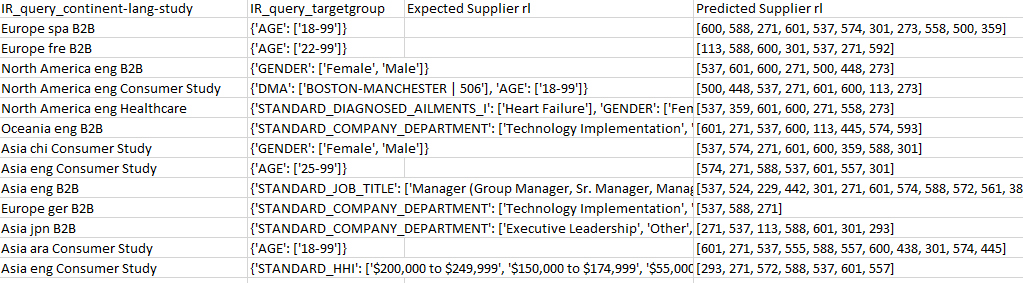 IR_query_continent-lang-study IR_query_targetgroup Expected Supplier rl Predicted Supplier rl
Europe spa B2B {'AGE': ['18-99']} [600, 588, 271, 601, 537, 574, 301, 273, 558, 500, 359]
Europe fre B2B {'AGE': ['22-99']} [113, 588, 600, 301, 537, 271, 592]
North America eng B2B {'GENDER': ['Female', 'Male']} [537, 601, 600, 271, 500, 448, 273]
North America eng Consumer Study {'DMA': ['BOSTON-MANCHESTER | 506'], 'AGE': ['18-99']} [500, 448, 537, 271, 601, 600, 113, 273]
North America eng Healthcare {'STANDARD_DIAGNOSED_AILMENTS_I': ['Heart Failure'], 'GENDER': ['Fen [537, 359, 601, 600, 271, 558, 273]
Oceania eng B2B {'STANDARD_COMPANY_DEPARTMENT': ['Technology Implementation', ' [601, 271, 537, 600, 113, 445, 574, 593]
Asia chi Consumer Study {'GENDER': ['Female', 'Male']} [537, 574, 271, 601, 600, 359, 588, 301]
Asia eng Consumer Study {'AGE': ['25-99']} [574, 271, 588, 537, 601, 557, 301]
Asia eng B2B {'STANDARD_JOB_TITLE': ['Manager (Group Manager, Sr. Manager, Manag [537, 524, 229, 442, 301, 271, 601, 574, 588, 572, 561, 38
Europe ger B2B {'STANDARD_COMPANY_DEPARTMENT': ['Technology Implementation', ' [537, 588, 271]
Asia jpn B2B {'STANDARD_COMPANY_DEPARTMENT': ['Executive Leadership', 'Other', [271, 537, 113, 588, 601, 301, 293]
Asia ara Consumer Study {'AGE': ['18-99']} [601, 271, 537, 555, 588, 557, 600, 438, 301, 574, 445]
Asia eng Consumer Study {'STANDARD_HHI': ['$200,000 to $249,999', '$150,000 to $174,999', '$55,000 [293, 271, 572, 588, 537, 601, 557]